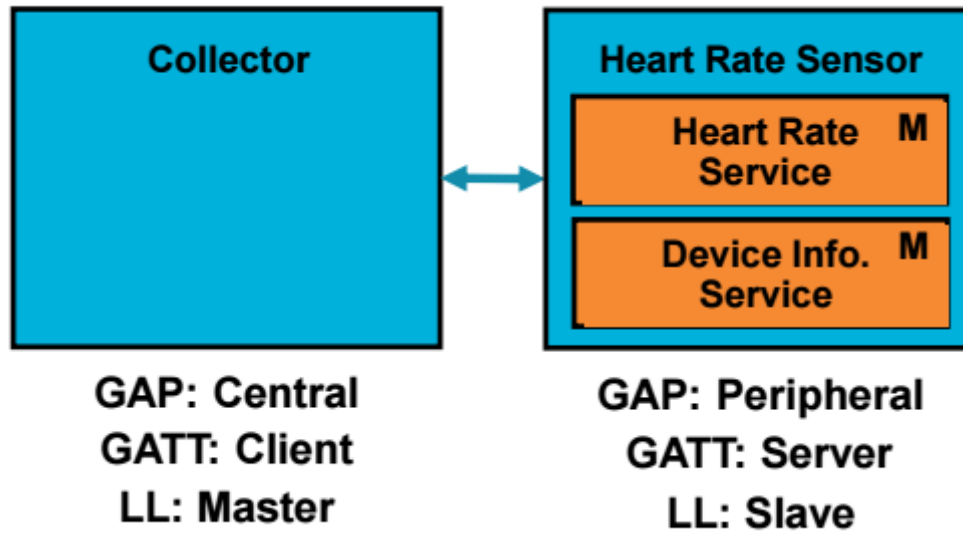 Collector
GAP: Central
GATT: Client
LL: Master
Heart Rate Sensor
Heart Rate M
Service
Device Info. M
Service
GAP: Peripheral
GATT: Server
LL: Slave